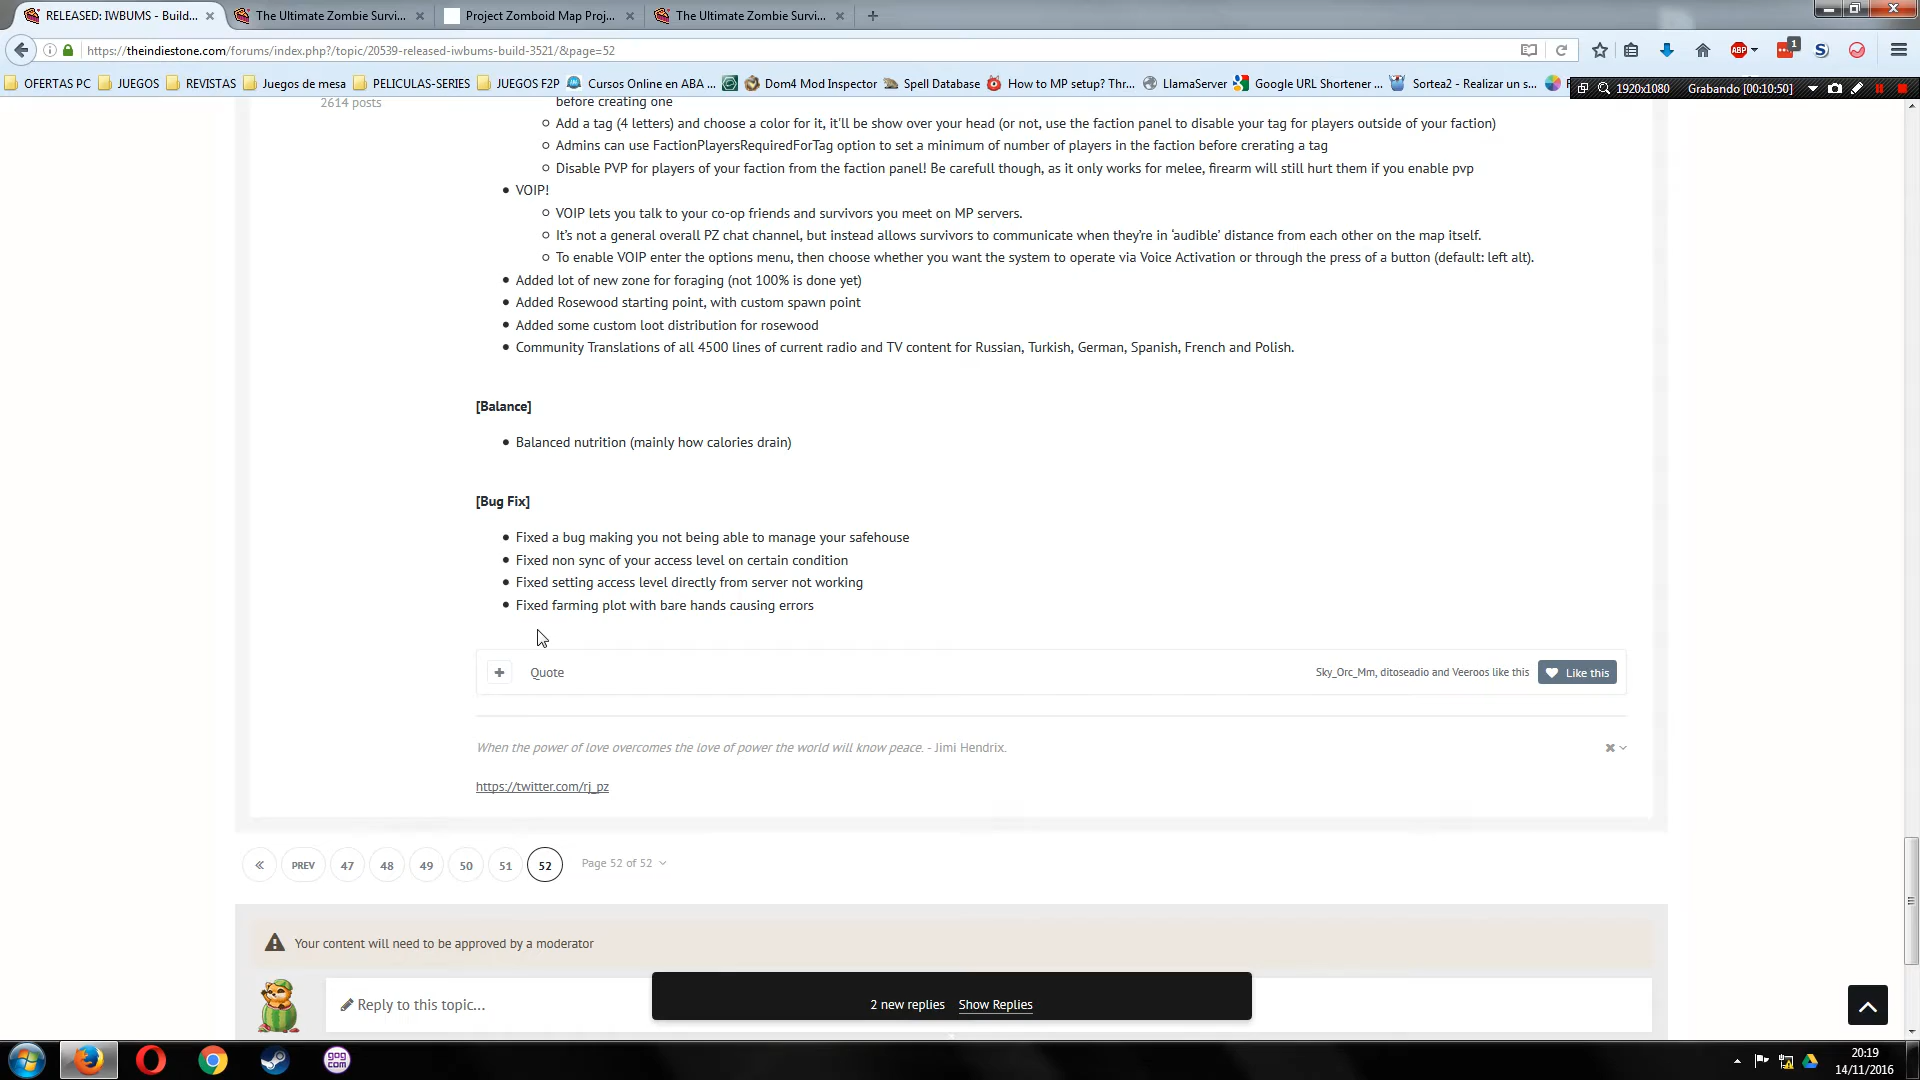 RELEASED: IWBUMS - Build...
The Ultimate Zombie Survi...
Project Zomboid Map Proj...
The Ultimate Zombie Survi...
https://theindiestone.com/forums/index.php?/topic/20539-released-iwbums-build-3521/&page=52
ABP
1
OFERTAS PC
JUEGOS
REVISTAS
Juegos de mesa
PELICULAS-SERIES
JUEGOS F2P
Cursos Online en ABA ...
Dom4 Mod Inspector
Spell Database
How to MP setup? Thr...
LlamaServer
Google URL Shortener ...
Sortea2 - Realizar un s...
1920x1080
Grabando [00:10:50]
2614 posts
before creating one
Add a tag (4 letters) and choose a color for it, it'll be show over your head (or not, use the faction panel to disable your tag for players outside of your faction)
Admins can use FactionPlayersRequiredForTag option to set a minimum of number of players in the faction before crerating a tag
Disable PVP for players of your faction from the faction panel! Be carefull though, as it only works for melee, firearm will still hurt them if you enable pvp
VOIP!
VOIP lets you talk to your co-op friends and survivors you meet on MP servers.
It's not a general overall PZ chat channel, but instead allows survivors to communicate when they're in ‘audible’ distance from each other on the map itself.
To enable VOIP enter the options menu, then choose whether you want the system to operate via Voice Activation or through the press of a button (default: left alt).
Added lot of new zone for foraging (not 100% is done yet)
Added Rosewood starting point, with custom spawn point
Added some custom loot distribution for rosewood
Community Translations of all 4500 lines of current radio and TV content for Russian, Turkish, German, Spanish, French and Polish.
[Balance]
Balanced nutrition (mainly how calories drain)
[Bug Fix]
Fixed a bug making you not being able to manage your safehouse
Fixed non sync of your access level on certain condition
Fixed setting access level directly from server not working
Fixed farming plot with bare hands causing errors
Quote
Sky_Orc_Mm, ditoseadio and Veeroos like this
Like this
When the power of love overcomes the love of power the world will know peace. - Jimi Hendrix.
https://twitter.com/rj_pz
« PREV 47 48 49 50 51 52 Page 52 of 52
Your content will need to be approved by a moderator
Reply to this topic...
2 new replies Show Replies
gog
com
20:19
14/11/2016